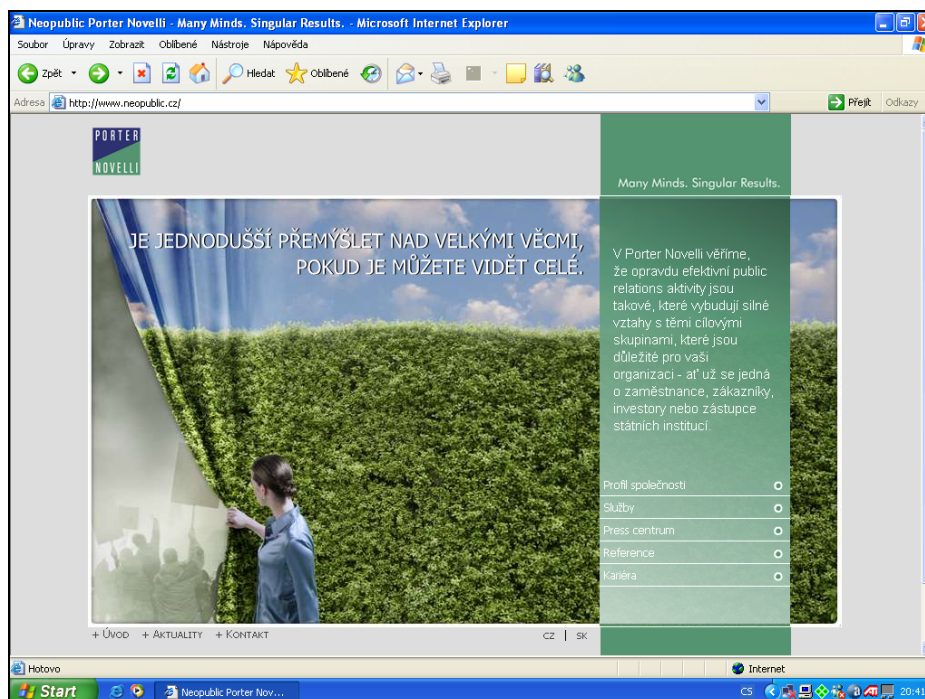 Neopublic Porter Novelli - Many Minds. Singular Results. - Microsoft Internet Explorer
Soubor Úpravy Zobrazit Oblíbené Nástroje Nápověda
Zpět Hledat Oblíbené
Adresa http://www.neopublic.cz/ Přejít Odkazy
PORTER
NOVELLI
Many Minds. Singular Results.
JE JEDNODUŠŠÍ PŘEMÝŠLET NAD VELKÝMI VĚCMI,
POKUD JE MŮŽETE VIDĚT CELÉ.
V Porter Novelli věříme,
že opravdu efektivní public
relations aktivity jsou
takové, které vybudují silné
vztahy s těmi cílovými
skupinami, které jsou
důležité pro vaši
organizaci - ať už se jedná
o zaměstnance, zákazníky,
investory nebo zástupce
státních institucí.
Profil společnosti
Služby
Press centrum
Reference
Kariéra
+ ÚVOD + AKTUALITY + KONTAKT
CZ | SK
Hotovo Internet
Start Neopublic Porter Nov... CS 20:41